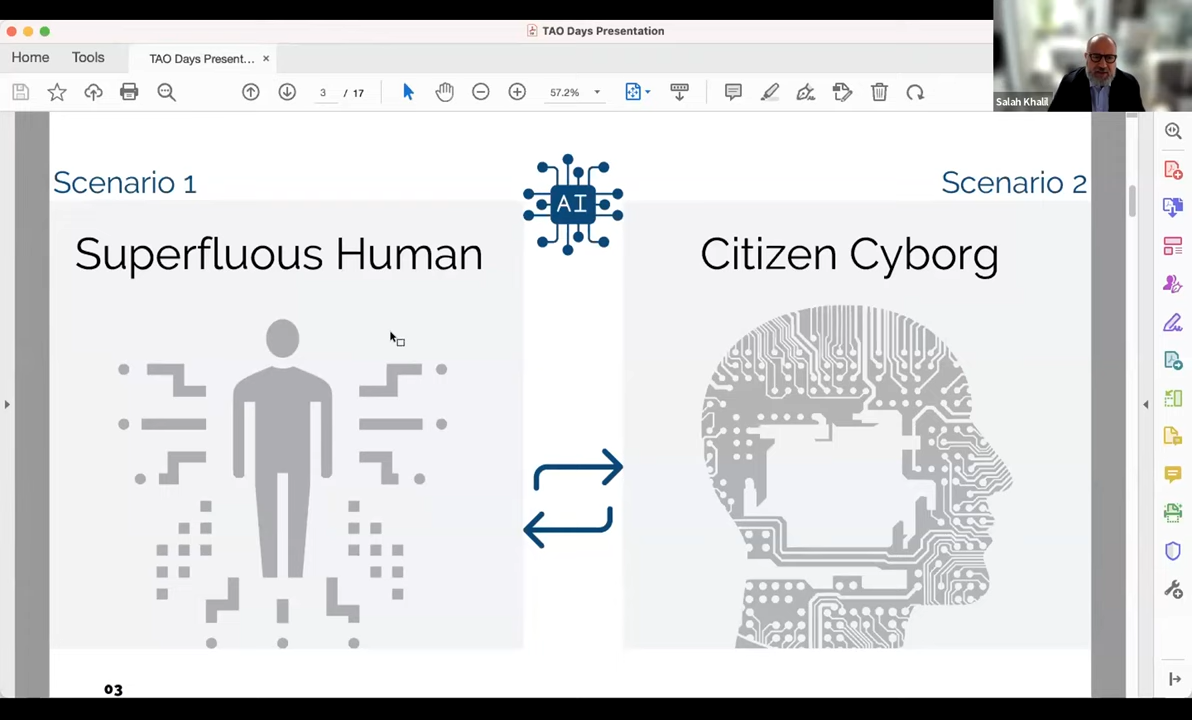 TAO Days Presentation
Home
Tools
TAO Days Present... ×
3 / 17
57.2%
Salah Khalil
Scenario 1
AI
Scenario 2
Superfluous Human
Citizen Cyborg
03